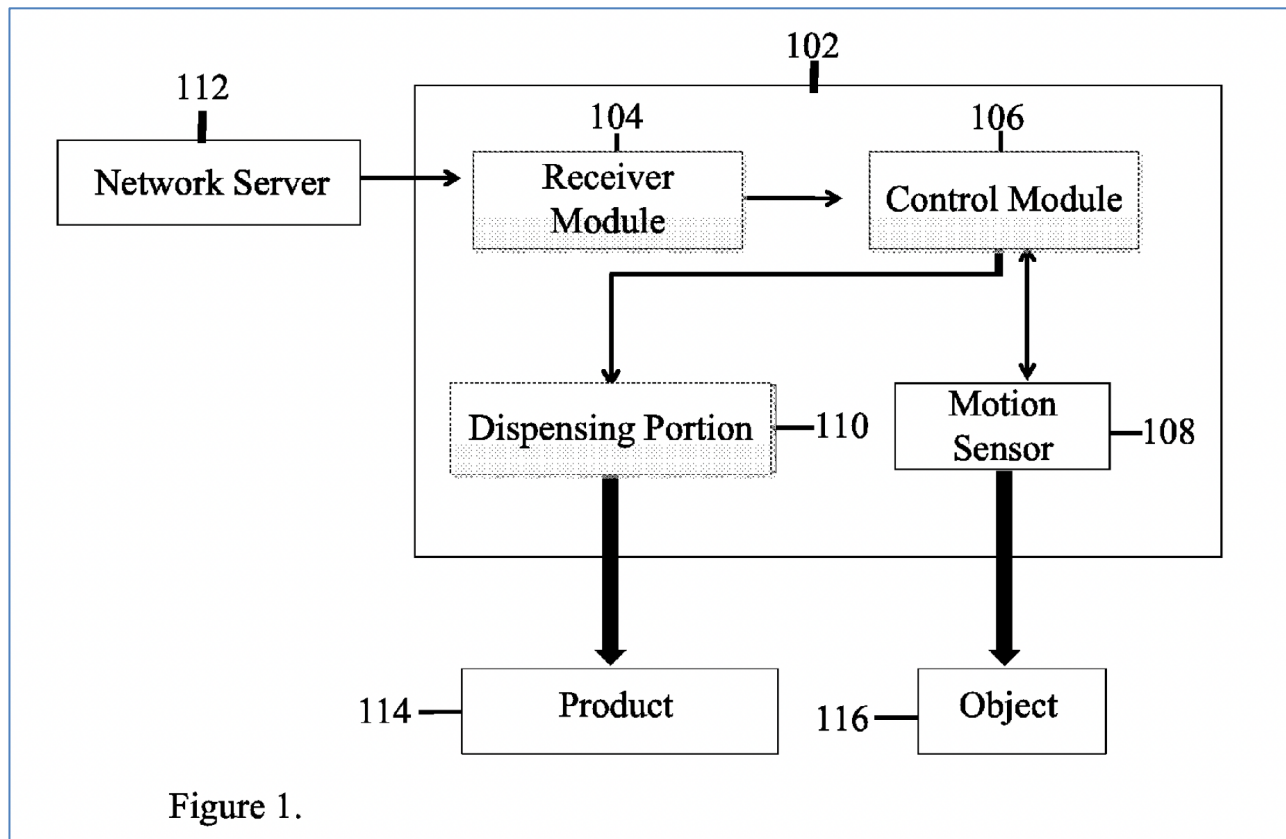 102
112
104
106
Network Server
Receiver
Module
Control Module
Dispensing Portion
110
Motion
Sensor
108
114
Product
116
Object
Figure 1.